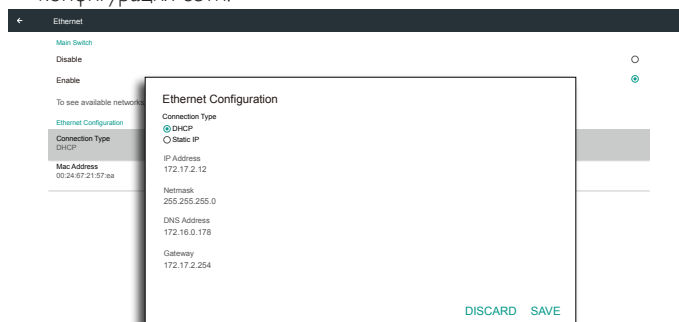 конфигурация сети.
Ethernet
Main Switch
Disable
Enable
To see available networks
Ethernet Configuration
Connection Type
DHCP
Mac Address
00:24:67:21:57:ea
Ethernet Configuration
Connection Type
DHCP
Static IP
IP Address
172.17.2.12
Netmask
255.255.255.0
DNS Address
172.16.0.178
Gateway
172.17.2.254
DISCARD SAVE